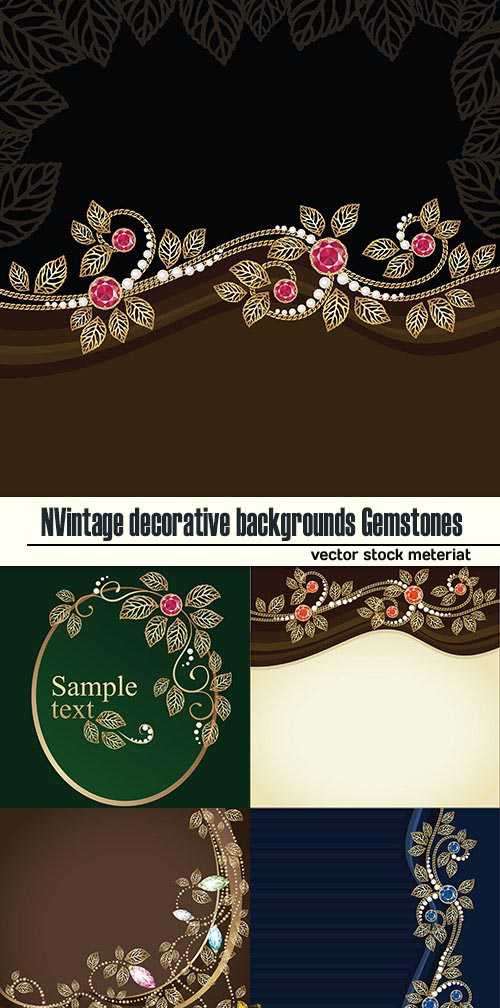 NVintage decorative backgrounds Gemstones
vector stock meteriat
Sample
text